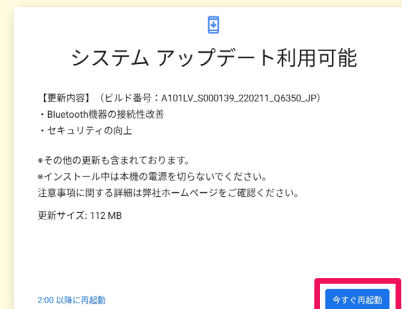 システム アップデート利用可能
【更新内容】（ビルド番号：A101LV_S000139_220211_Q6350_JP）
・Bluetooth機器の接続性改善
・セキュリティの向上
※その他の更新も含まれております。
※インストール中は本機の電源を切らないでください。
注意事項に関する詳細は弊社ホームページをご確認ください。
更新サイズ: 112 MB
2:00 以降に再起動
今すぐ再起動